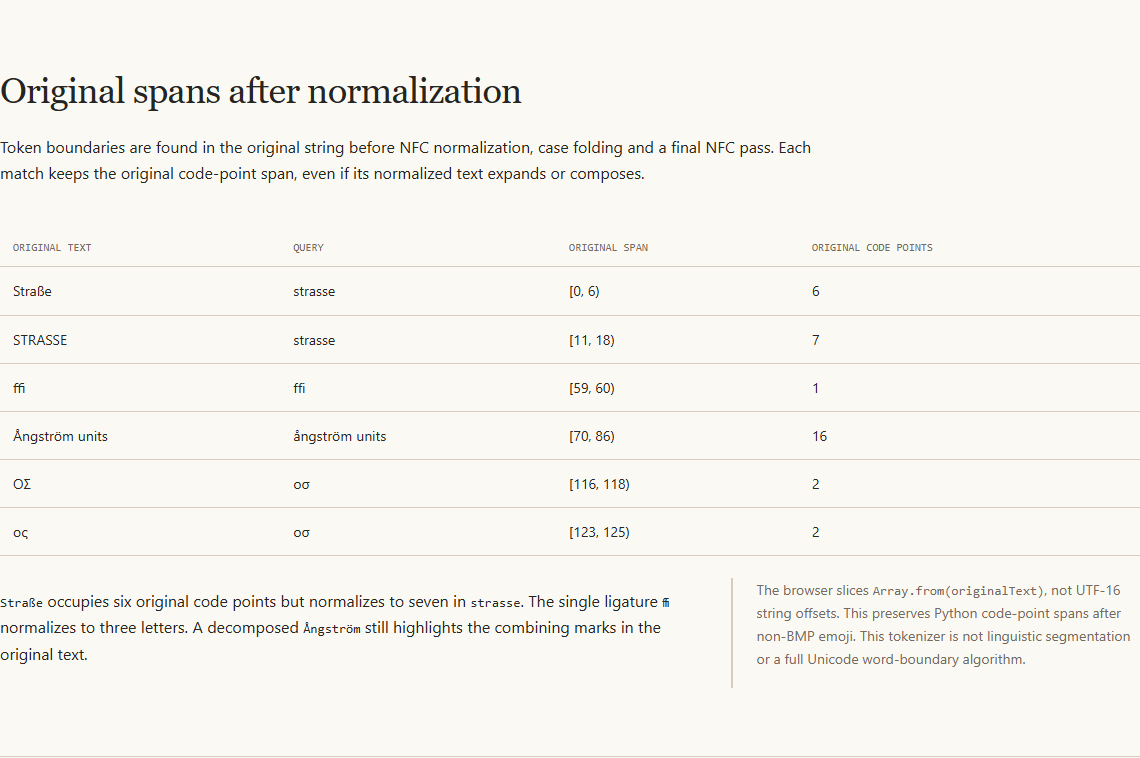 Original spans after normalization
Token boundaries are found in the original string before NFC normalization, case folding and a final NFC pass. Each
match keeps the original code-point span, even if its normalized text expands or composes.
ORIGINAL TEXT QUERY ORIGINAL SPAN ORIGINAL CODE POINTS
Straße strasse [0, 6) 6
STRASSE strasse [11, 18) 7
ffi ffi [59, 60) 1
Ångström units ångström units [70, 86) 16
ΟΣ οσ [116, 118) 2
ος οσ [123, 125) 2
Straße occupies six original code points but normalizes to seven in strasse. The single ligature ffi
normalizes to three letters. A decomposed Ångström still highlights the combining marks in the
original text.
The browser slices Array.from(originalText), not UTF-16
string offsets. This preserves Python code-point spans after
non-BMP emoji. This tokenizer is not linguistic segmentation
or a full Unicode word-boundary algorithm.